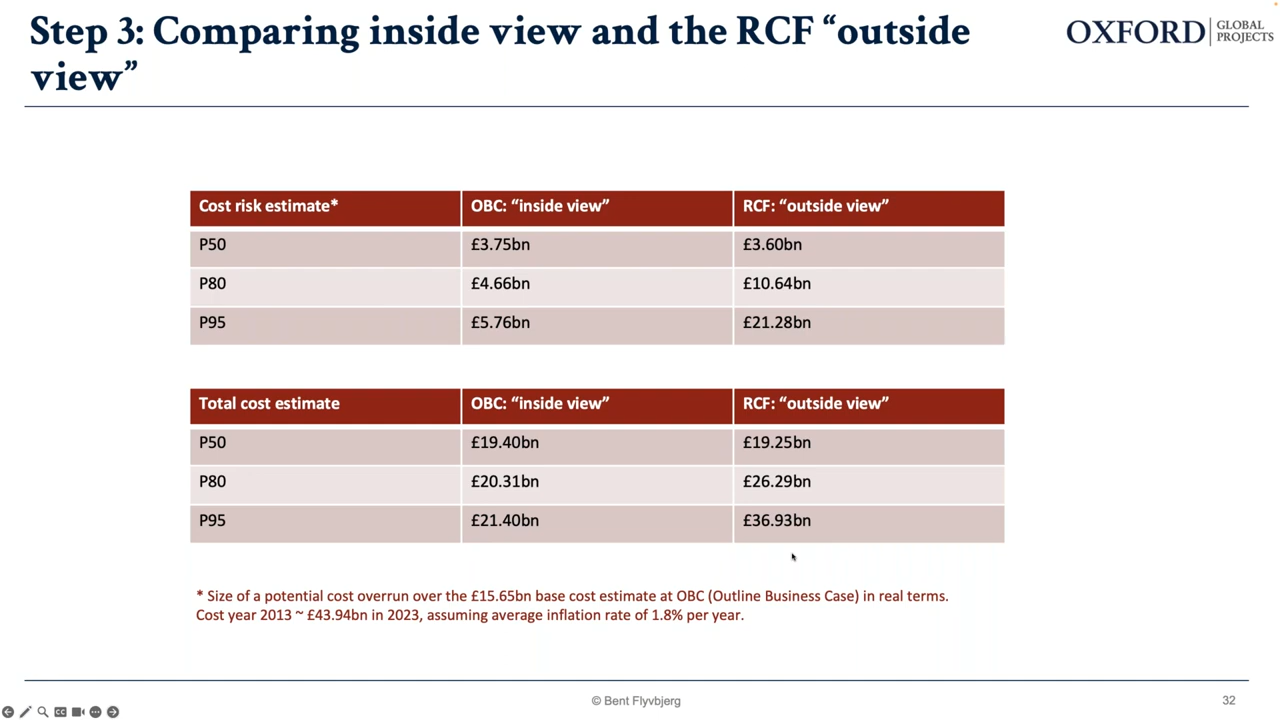 Step 3: Comparing inside view and the RCF “outside
view”
OXFORD GLOBAL PROJECTS
Cost risk estimate* OBC: “inside view” RCF: “outside view”
P50 £3.75bn £3.60bn
P80 £4.66bn £10.64bn
P95 £5.76bn £21.28bn
Total cost estimate OBC: “inside view” RCF: “outside view”
P50 £19.40bn £19.25bn
P80 £20.31bn £26.29bn
P95 £21.40bn £36.93bn
* Size of a potential cost overrun over the £15.65bn base cost estimate at OBC (Outline Business Case) in real terms.
Cost year 2013 ~ £43.94bn in 2023, assuming average inflation rate of 1.8% per year.
© Bent Flyvbjerg
32
CC